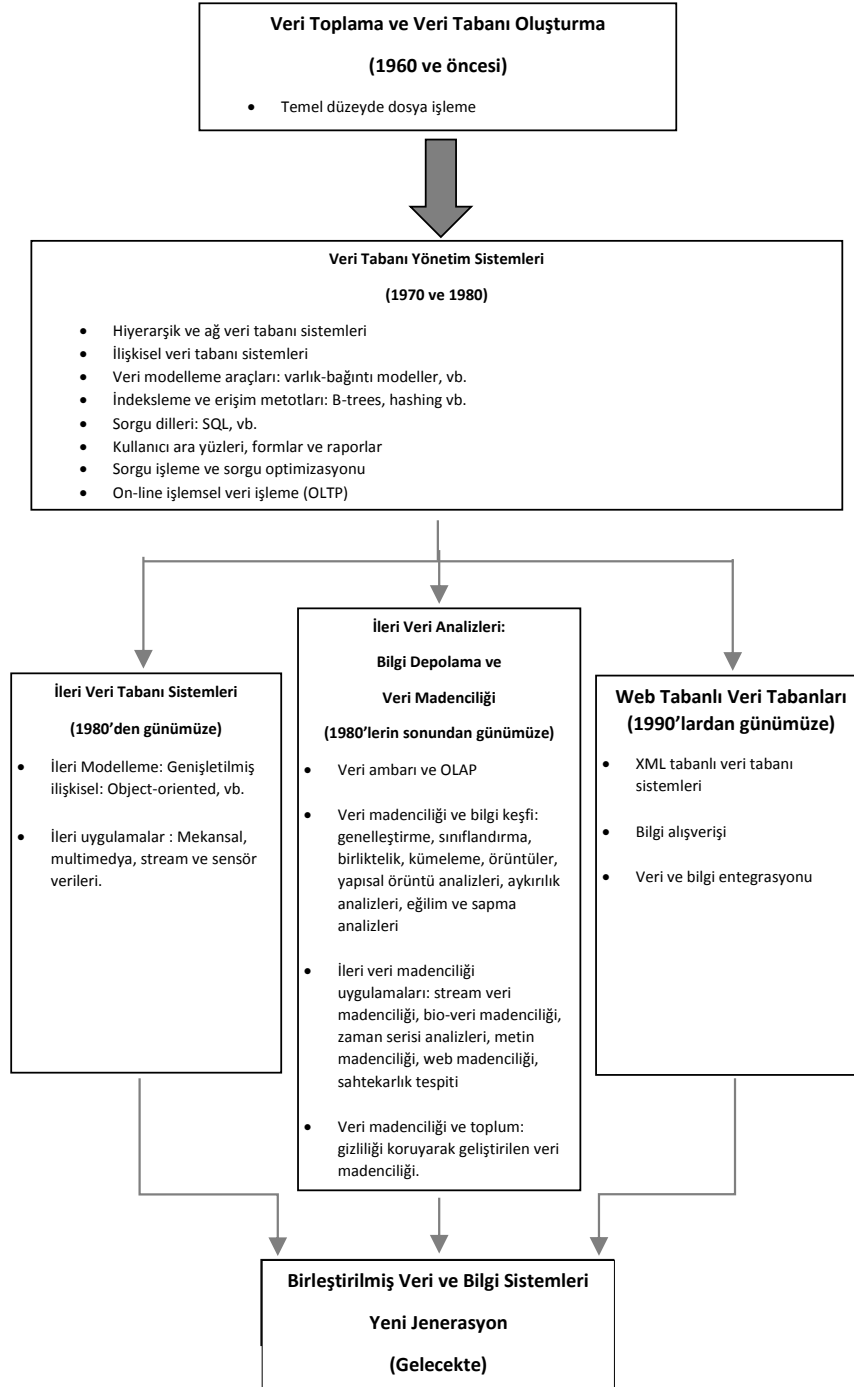 Veri Toplama ve Veri Tabanı Oluşturma
(1960 ve öncesi)
• Temel düzeyde dosya işleme
Veri Tabanı Yönetim Sistemleri
(1970 ve 1980)
• Hiyerarşik ve ağ veri tabanı sistemleri
• İlişkisel veri tabanı sistemleri
• Veri modelleme araçları: varlık-bağıntı modeller, vb.
• İndeksleme ve erişim metotları: B-trees, hashing vb.
• Sorgu dilleri: SQL, vb.
• Kullanıcı ara yüzleri, formlar ve raporlar
• Sorgu işleme ve sorgu optimizasyonu
• On-line işlemsel veri işleme (OLTP)
İleri Veri Tabanı Sistemleri
(1980'den günümüze)
• İleri Modelleme: Genişletilmiş
ilişkisel: Object-oriented, vb.
• İleri uygulamalar : Mekansal,
multimedya, stream ve sensör
verileri.
İleri Veri Analizleri:
Bilgi Depolama ve
Veri Madenciliği
(1980'lerin sonundan günümüze)
• Veri ambarı ve OLAP
• Veri madenciliği ve bilgi keşfi:
genelleştirme, sınıflandırma,
birliktelik, kümeleme, örüntüler,
yapısal örüntü analizleri, aykırılık
analizleri, eğilim ve sapma
analizleri
• İleri veri madenciliği
uygulamaları: stream veri
madenciliği, bio-veri madenciliği,
zaman serisi analizleri, metin
madenciliği, web madenciliği,
sahtekarlık tespiti
• Veri madenciliği ve toplum:
gizliliği koruyarak geliştirilen veri
madenciliği.
Web Tabanlı Veri Tabanları
(1990'lardan günümüze)
• XML tabanlı veri tabanı
sistemleri
• Bilgi alışverişi
• Veri ve bilgi entegrasyonu
Birleştirilmiş Veri ve Bilgi Sistemleri
Yeni Jenerasyon
(Gelecekte)